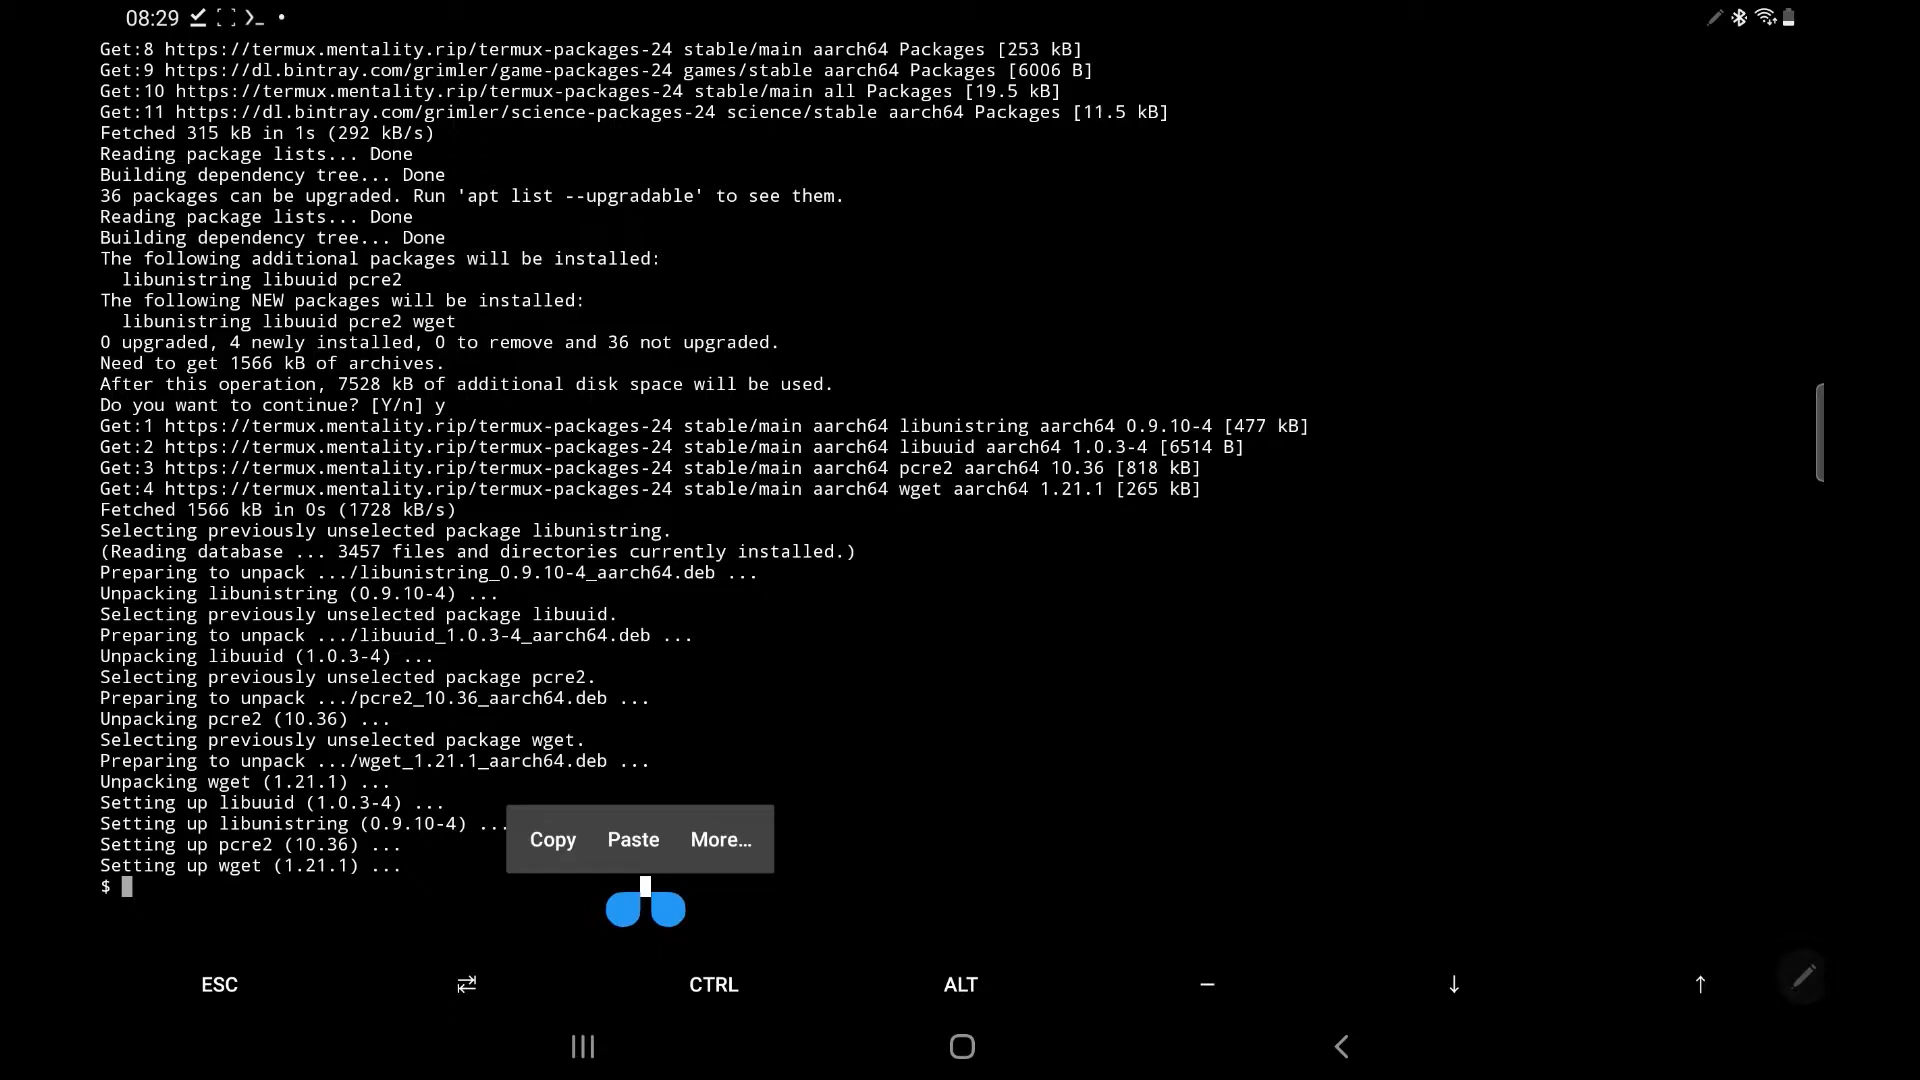 08:29
Get:8 https://termux.mentality.rip/termux-packages-24 stable/main aarch64 Packages [253 kB]
Get:9 https://dl.bintray.com/grimler/game-packages-24 games/stable aarch64 Packages [6006 B]
Get:10 https://termux.mentality.rip/termux-packages-24 stable/main all Packages [19.5 kB]
Get:11 https://dl.bintray.com/grimler/science-packages-24 science/stable aarch64 Packages [11.5 kB]
Fetched 315 kB in 1s (292 kB/s)
Reading package lists... Done
Building dependency tree... Done
36 packages can be upgraded. Run 'apt list --upgradable' to see them.
Reading package lists... Done
Building dependency tree... Done
The following additional packages will be installed:
  libunistring libuuid pcre2
The following NEW packages will be installed:
  libunistring libuuid pcre2 wget
0 upgraded, 4 newly installed, 0 to remove and 36 not upgraded.
Need to get 1566 kB of archives.
After this operation, 7528 kB of additional disk space will be used.
Do you want to continue? [Y/n] y
Get:1 https://termux.mentality.rip/termux-packages-24 stable/main aarch64 libunistring aarch64 0.9.10-4 [477 kB]
Get:2 https://termux.mentality.rip/termux-packages-24 stable/main aarch64 libuuid aarch64 1.0.3-4 [6514 B]
Get:3 https://termux.mentality.rip/termux-packages-24 stable/main aarch64 pcre2 aarch64 10.36 [818 kB]
Get:4 https://termux.mentality.rip/termux-packages-24 stable/main aarch64 wget aarch64 1.21.1 [265 kB]
Fetched 1566 kB in 0s (1728 kB/s)
Selecting previously unselected package libunistring.
(Reading database ... 3457 files and directories currently installed.)
Preparing to unpack .../libunistring_0.9.10-4_aarch64.deb ...
Unpacking libunistring (0.9.10-4) ...
Selecting previously unselected package libuuid.
Preparing to unpack .../libuuid_1.0.3-4_aarch64.deb ...
Unpacking libuuid (1.0.3-4) ...
Selecting previously unselected package pcre2.
Preparing to unpack .../pcre2_10.36_aarch64.deb ...
Unpacking pcre2 (10.36) ...
Selecting previously unselected package wget.
Preparing to unpack .../wget_1.21.1_aarch64.deb ...
Unpacking wget (1.21.1) ...
Setting up libuuid (1.0.3-4) ...
Setting up libunistring (0.9.10-4) ...
Setting up pcre2 (10.36) ...
Setting up wget (1.21.1) ...
$
Copy Paste More...
ESC ⇄ CTRL ALT – ↓ ↑